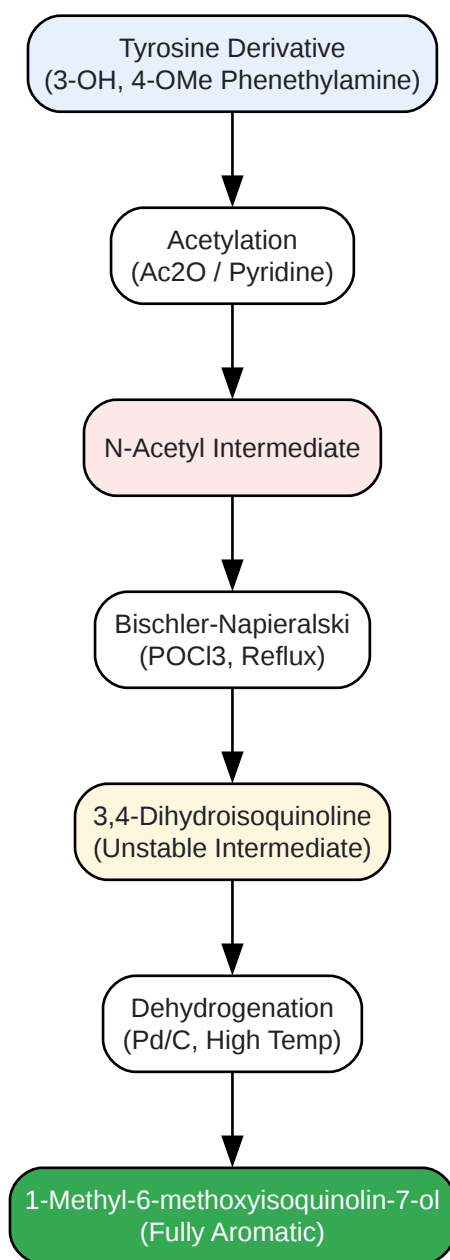 Tyrosine Derivative
(3-OH, 4-OMe Phenethylamine)
Acetylation
(Ac2O / Pyridine)
N-Acetyl Intermediate
Bischler-Napieralski
(POCl3, Reflux)
3,4-Dihydroisoquinoline
(Unstable Intermediate)
Dehydrogenation
(Pd/C, High Temp)
1-Methyl-6-methoxyisoquinolin-7-ol
(Fully Aromatic)